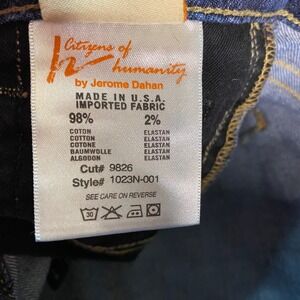 Citizens of
humanity
by Jerome Dahan
MADE IN U.S.A.
IMPORTED FABRIC
98% 2%
COTON ELASTAN
COTTON ELASTAN
COTONE ELASTAN
BAUMWOLLE ELASTAN
ALGODON ELASTAN
Cut# 9826
Style# 1023N-001
SEE CARE ON REVERSE
30